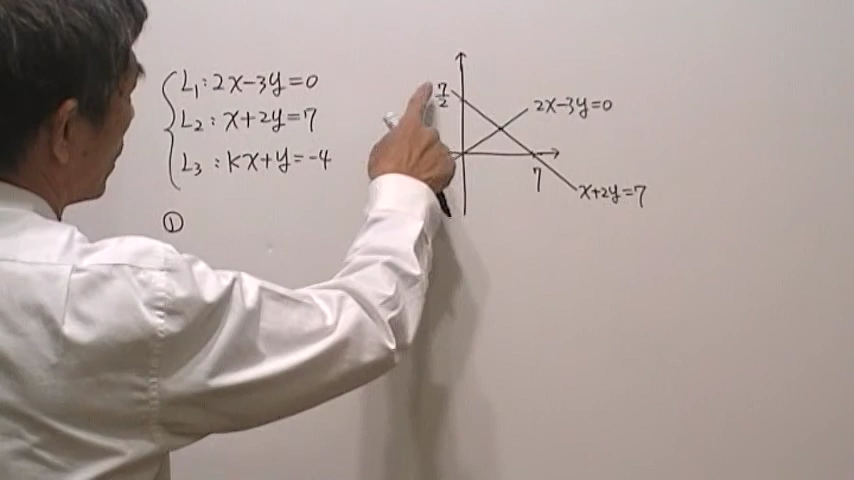 L₁ : 2x-3y=0
L₂ : x+2y=7
L₃ : kx+y=-4
①
7/2
2x-3y=0
7
x+2y=7